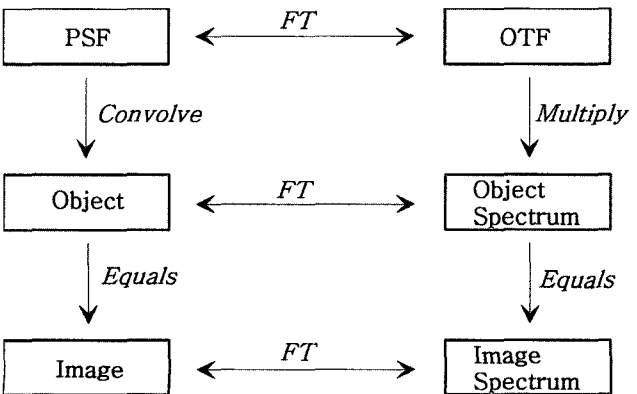 PSF
FT
OTF
Convolve
Multiply
Object
FT
Object
Spectrum
Equals
Equals
Image
FT
Image
Spectrum